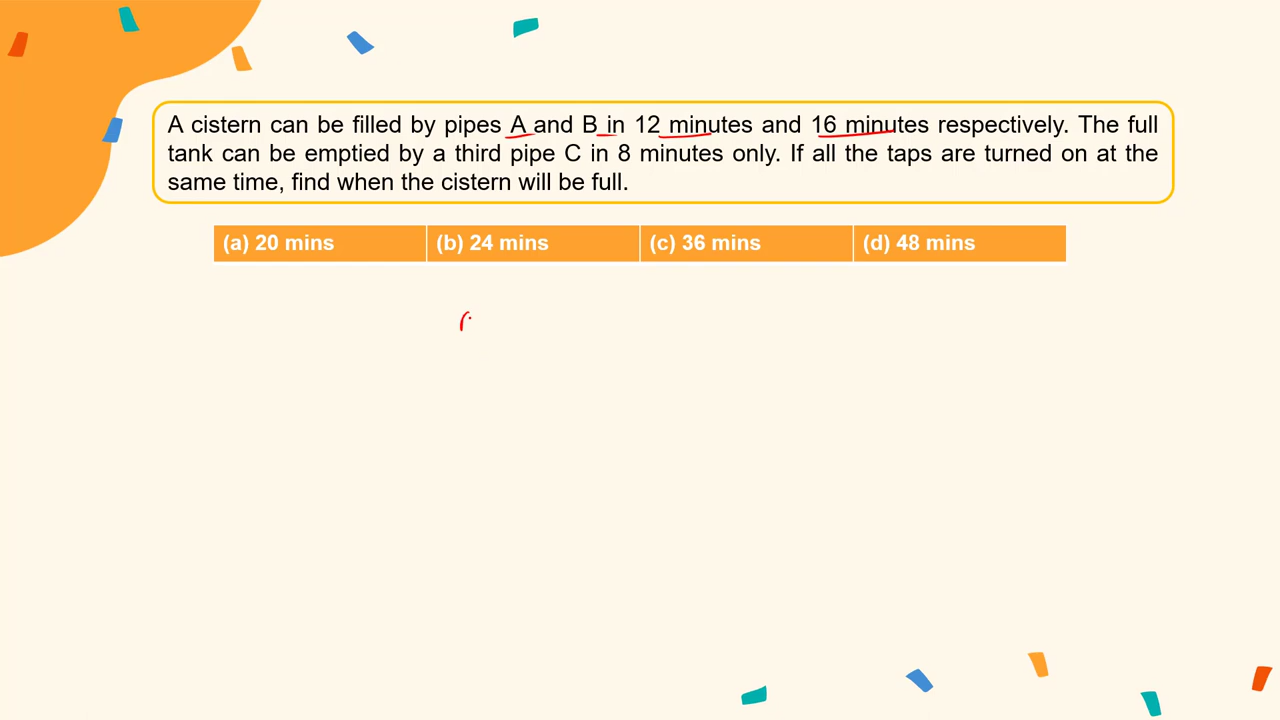 A cistern can be filled by pipes A and B in 12 minutes and 16 minutes respectively. The full
tank can be emptied by a third pipe C in 8 minutes only. If all the taps are turned on at the
same time, find when the cistern will be full.
(a) 20 mins (b) 24 mins (c) 36 mins (d) 48 mins